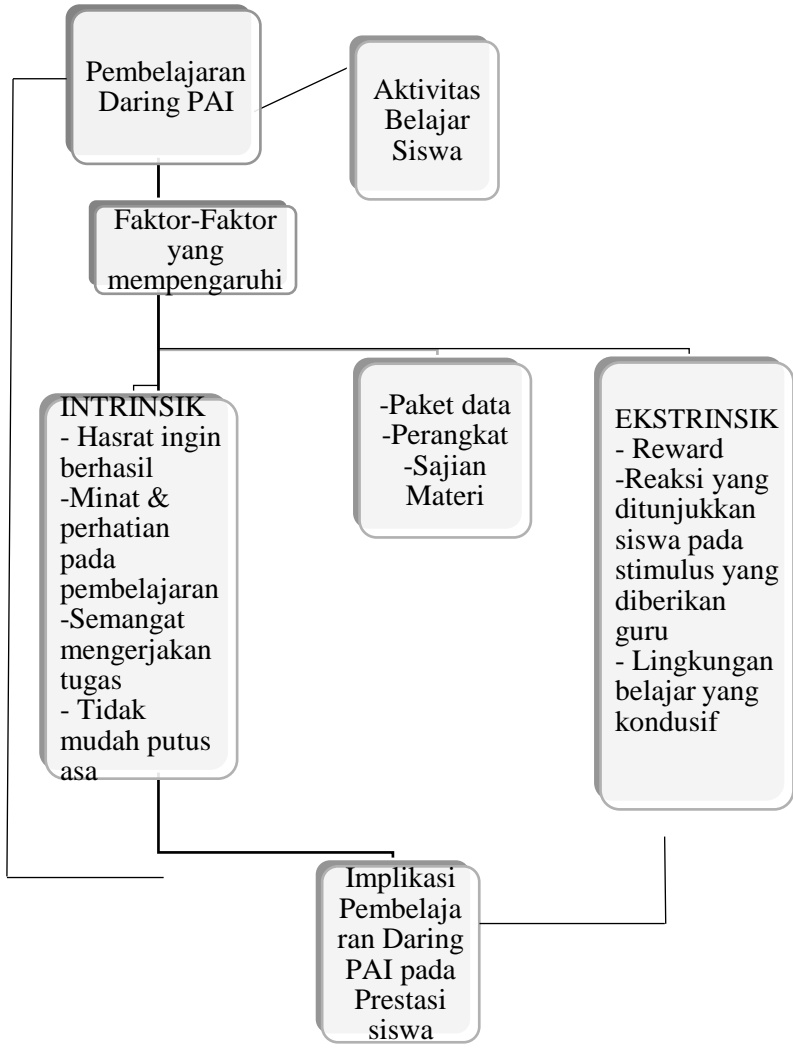 Pembelajaran
Daring PAI
Aktivitas
Belajar
Siswa
Faktor-Faktor
yang
mempengaruhi
INTRINSIK
- Hasrat ingin
berhasil
-Minat &
perhatian
pada
pembelajaran
-Semangat
mengerjakan
tugas
- Tidak
mudah putus
asa
-Paket data
-Perangkat
-Sajian
Materi
EKSTRINSIK
- Reward
-Reaksi yang
ditunjukkan
siswa pada
stimulus yang
diberikan
guru
- Lingkungan
belajar yang
kondusif
Implikasi
Pembelaja
ran Daring
PAI pada
Prestasi
siswa